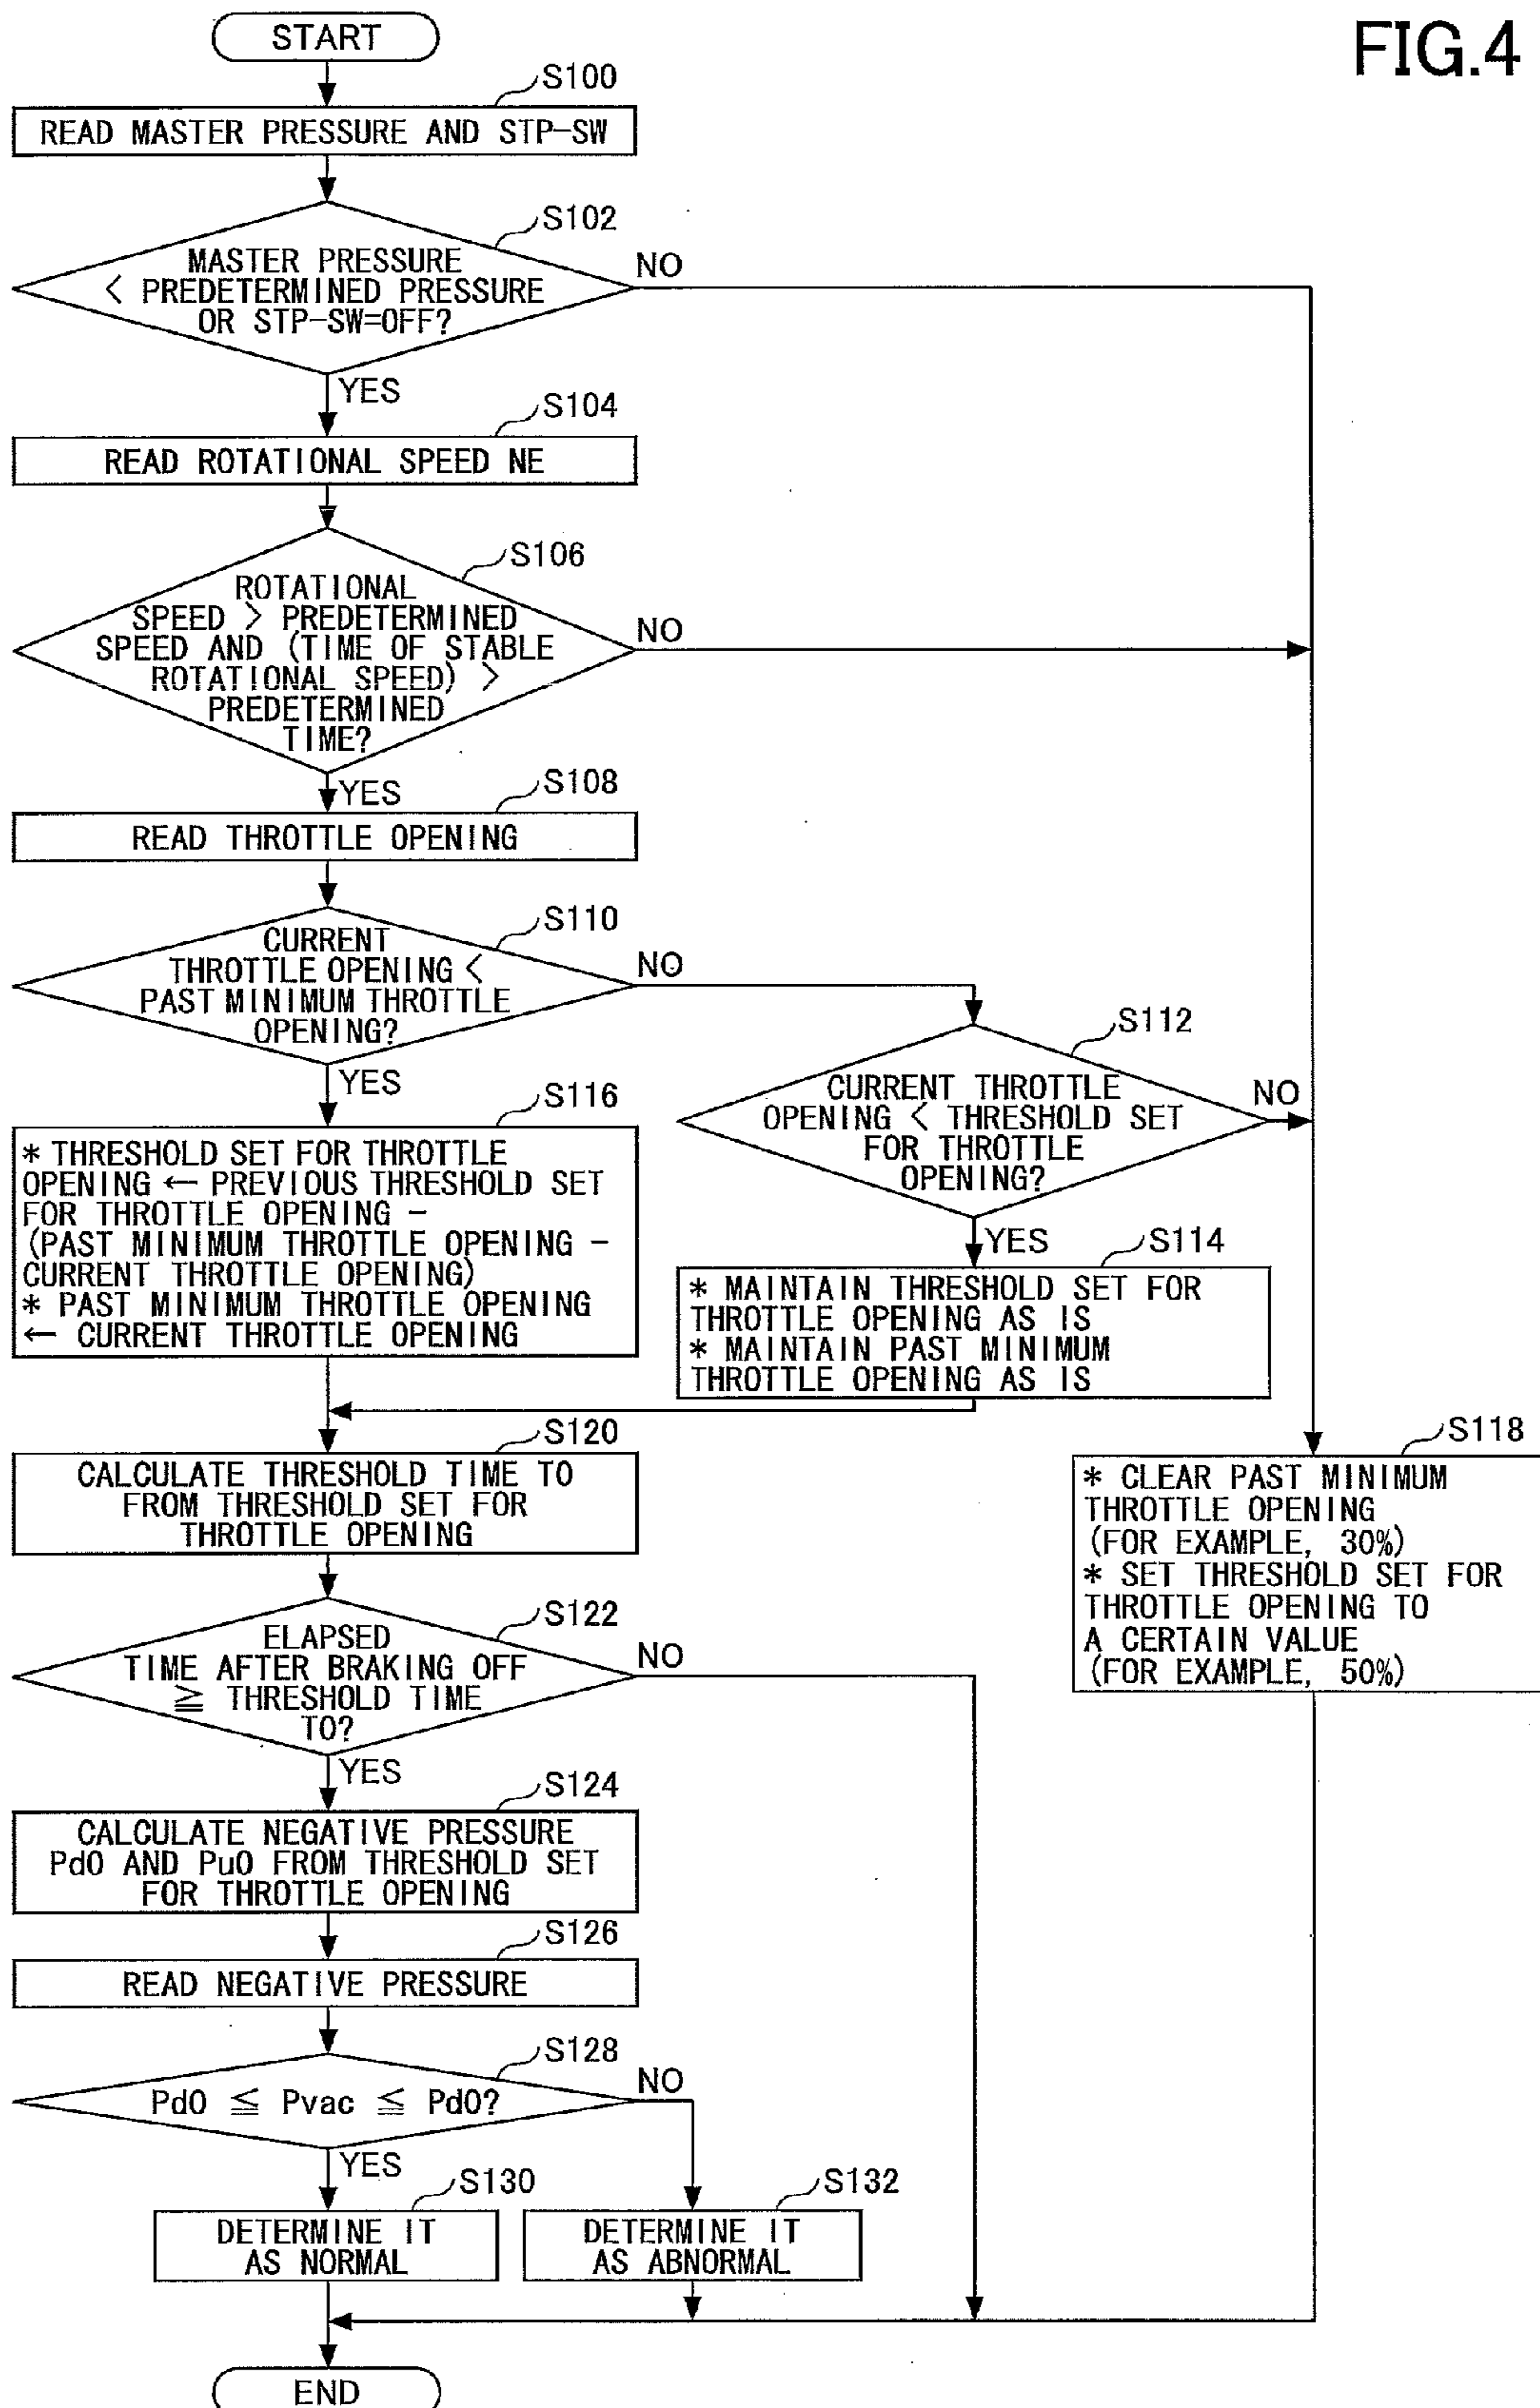 FIG.4
START
S100
READ MASTER PRESSURE AND STP-SW
S102
MASTER PRESSURE
< PREDETERMINED PRESSURE
OR STP-SW=OFF?
NO
YES
S104
READ ROTATIONAL SPEED NE
S106
ROTATIONAL
SPEED > PREDETERMINED
SPEED AND (TIME OF STABLE
ROTATIONAL SPEED) >
PREDETERMINED
TIME?
NO
YES
S108
READ THROTTLE OPENING
S110
CURRENT
THROTTLE OPENING <
PAST MINIMUM THROTTLE
OPENING?
NO
YES
S112
CURRENT THROTTLE
OPENING < THRESHOLD SET
FOR THROTTLE
OPENING?
NO
YES
S114
* MAINTAIN THRESHOLD SET FOR
THROTTLE OPENING AS IS
* MAINTAIN PAST MINIMUM
THROTTLE OPENING AS IS
S116
* THRESHOLD SET FOR THROTTLE
OPENING ← PREVIOUS THRESHOLD SET
FOR THROTTLE OPENING −
(PAST MINIMUM THROTTLE OPENING −
CURRENT THROTTLE OPENING)
* PAST MINIMUM THROTTLE OPENING
← CURRENT THROTTLE OPENING
S118
* CLEAR PAST MINIMUM
THROTTLE OPENING
(FOR EXAMPLE, 30%)
* SET THRESHOLD SET FOR
THROTTLE OPENING TO
A CERTAIN VALUE
(FOR EXAMPLE, 50%)
S120
CALCULATE THRESHOLD TIME T0
FROM THRESHOLD SET FOR
THROTTLE OPENING
S122
ELAPSED
TIME AFTER BRAKING OFF
≧ THRESHOLD TIME
T0?
NO
YES
S124
CALCULATE NEGATIVE PRESSURE
Pd0 AND Pu0 FROM THRESHOLD SET
FOR THROTTLE OPENING
S126
READ NEGATIVE PRESSURE
S128
Pd0 ≦ Pvac ≦ Pd0?
NO
YES
S130
DETERMINE IT
AS NORMAL
S132
DETERMINE IT
AS ABNORMAL
END